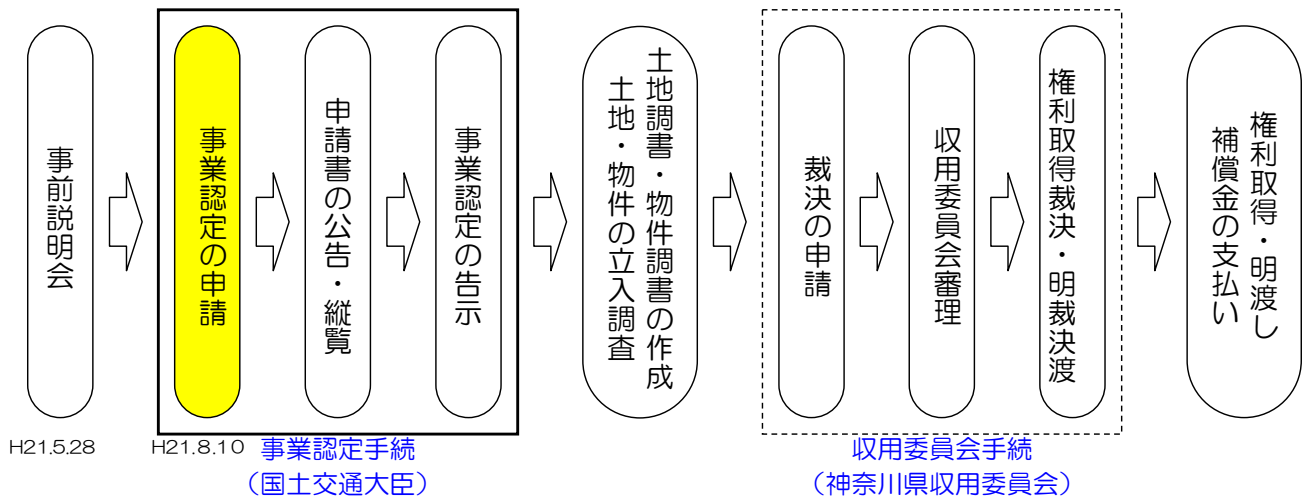 事前説明会
事業認定の申請
申請書の公告・縦覧
事業認定の告示
土地調書・物件調書の作成
土地・物件の立入調査
裁決の申請
収用委員会審理
権利取得裁決・明裁決渡
権利取得・明渡し
補償金の支払い
H21.5.28
H21.8.10
事業認定手続
（国土交通大臣）
収用委員会手続
（神奈川県収用委員会）